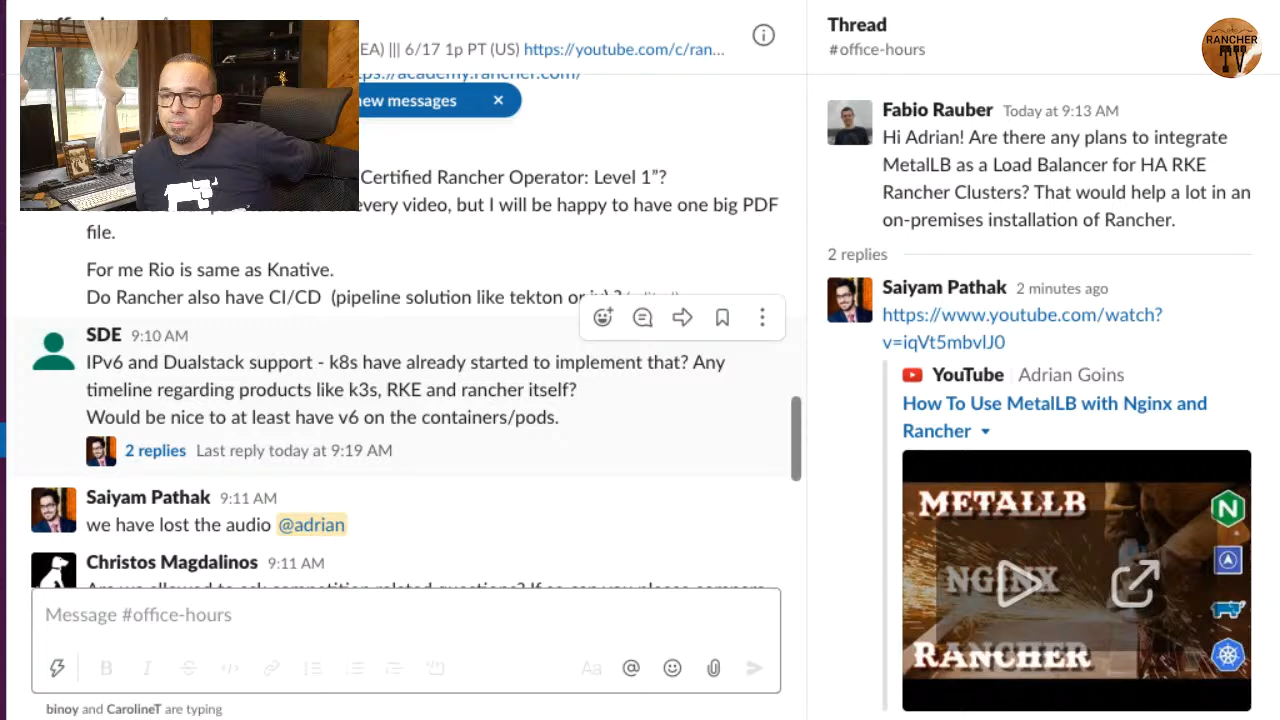 EA) ||| 6/17 1p PT (US) https://youtube.com/c/ran...
https://academy.rancher.com/
new messages
Certified Rancher Operator: Level 1”?
every video, but I will be happy to have one big PDF
file.
For me Rio is same as Knative.
Do Rancher also have CI/CD (pipeline solution like tekton or
SDE 9:10 AM
IPv6 and Dualstack support - k8s have already started to implement that? Any
timeline regarding products like k3s, RKE and rancher itself?
Would be nice to at least have v6 on the containers/pods.
2 replies Last reply today at 9:19 AM
Saiyam Pathak 9:11 AM
we have lost the audio @adrian
Christos Magdalinos 9:11 AM
Message #office-hours
Aa
binoy and CarolineT are typing
Thread
#office-hours
RANCHER
TV
Fabio Rauber Today at 9:13 AM
Hi Adrian! Are there any plans to integrate
MetalLB as a Load Balancer for HA RKE
Rancher Clusters? That would help a lot in an
on-premises installation of Rancher.
2 replies
Saiyam Pathak 2 minutes ago
https://www.youtube.com/watch?
v=iqVt5mbvlJ0
YouTube Adrian Goins
How To Use MetalLB with Nginx and
Rancher
METALLB
NGINX
RANCHER